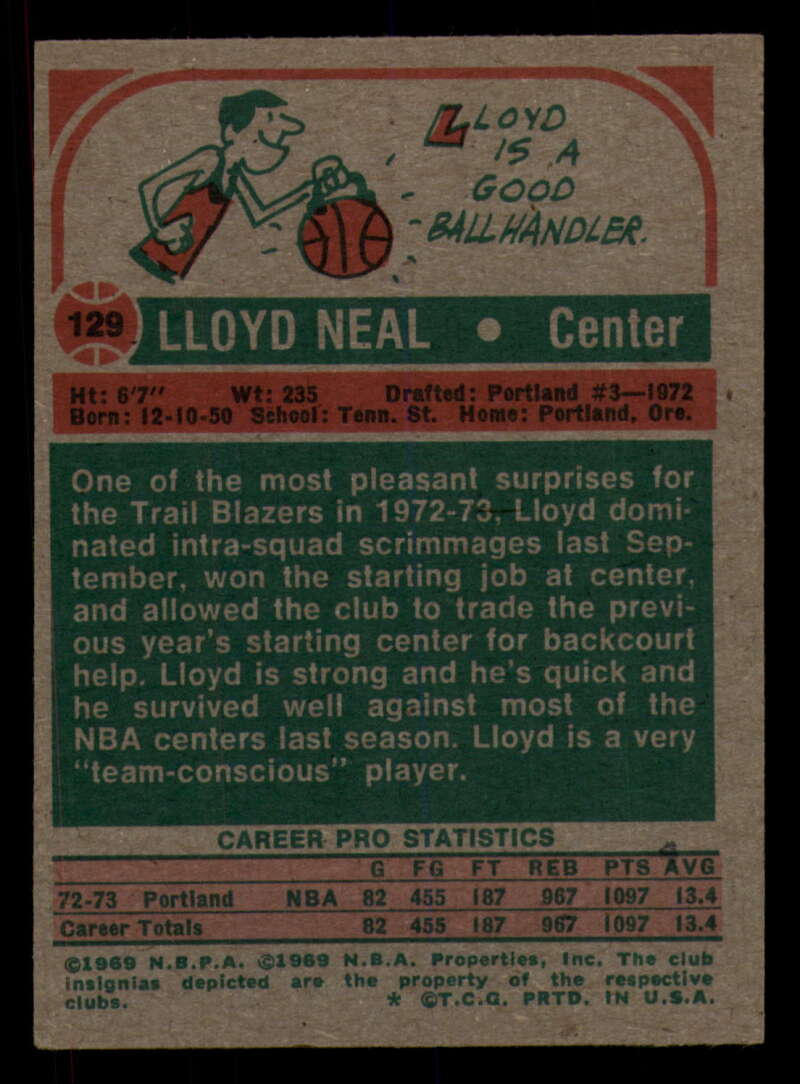 LLOYD
IS A
GOOD
BALLHANDLER.
129 LLOYD NEAL • Center
Ht: 6'7" Wt: 235 Drafted: Portland #3—1972
Born: 12-10-50 School: Tenn. St. Home: Portland, Ore.
One of the most pleasant surprises for
the Trail Blazers in 1972-73, Lloyd domi-
nated intra-squad scrimmages last Sep-
tember, won the starting job at center,
and allowed the club to trade the previ-
ous year's starting center for backcourt
help. Lloyd is strong and he's quick and
he survived well against most of the
NBA centers last season. Lloyd is a very
"team-conscious" player.
CAREER PRO STATISTICS
G FG FT REB PTS AVG
72-73 Portland NBA 82 455 187 967 1097 13.4
Career Totals 82 455 187 967 1097 13.4
©1969 N.B.P.A. ©1969 N.B.A. Properties, Inc. The club
insignias depicted are the property of the respective
clubs. * ©T.C.G. PRTD. IN U.S.A.